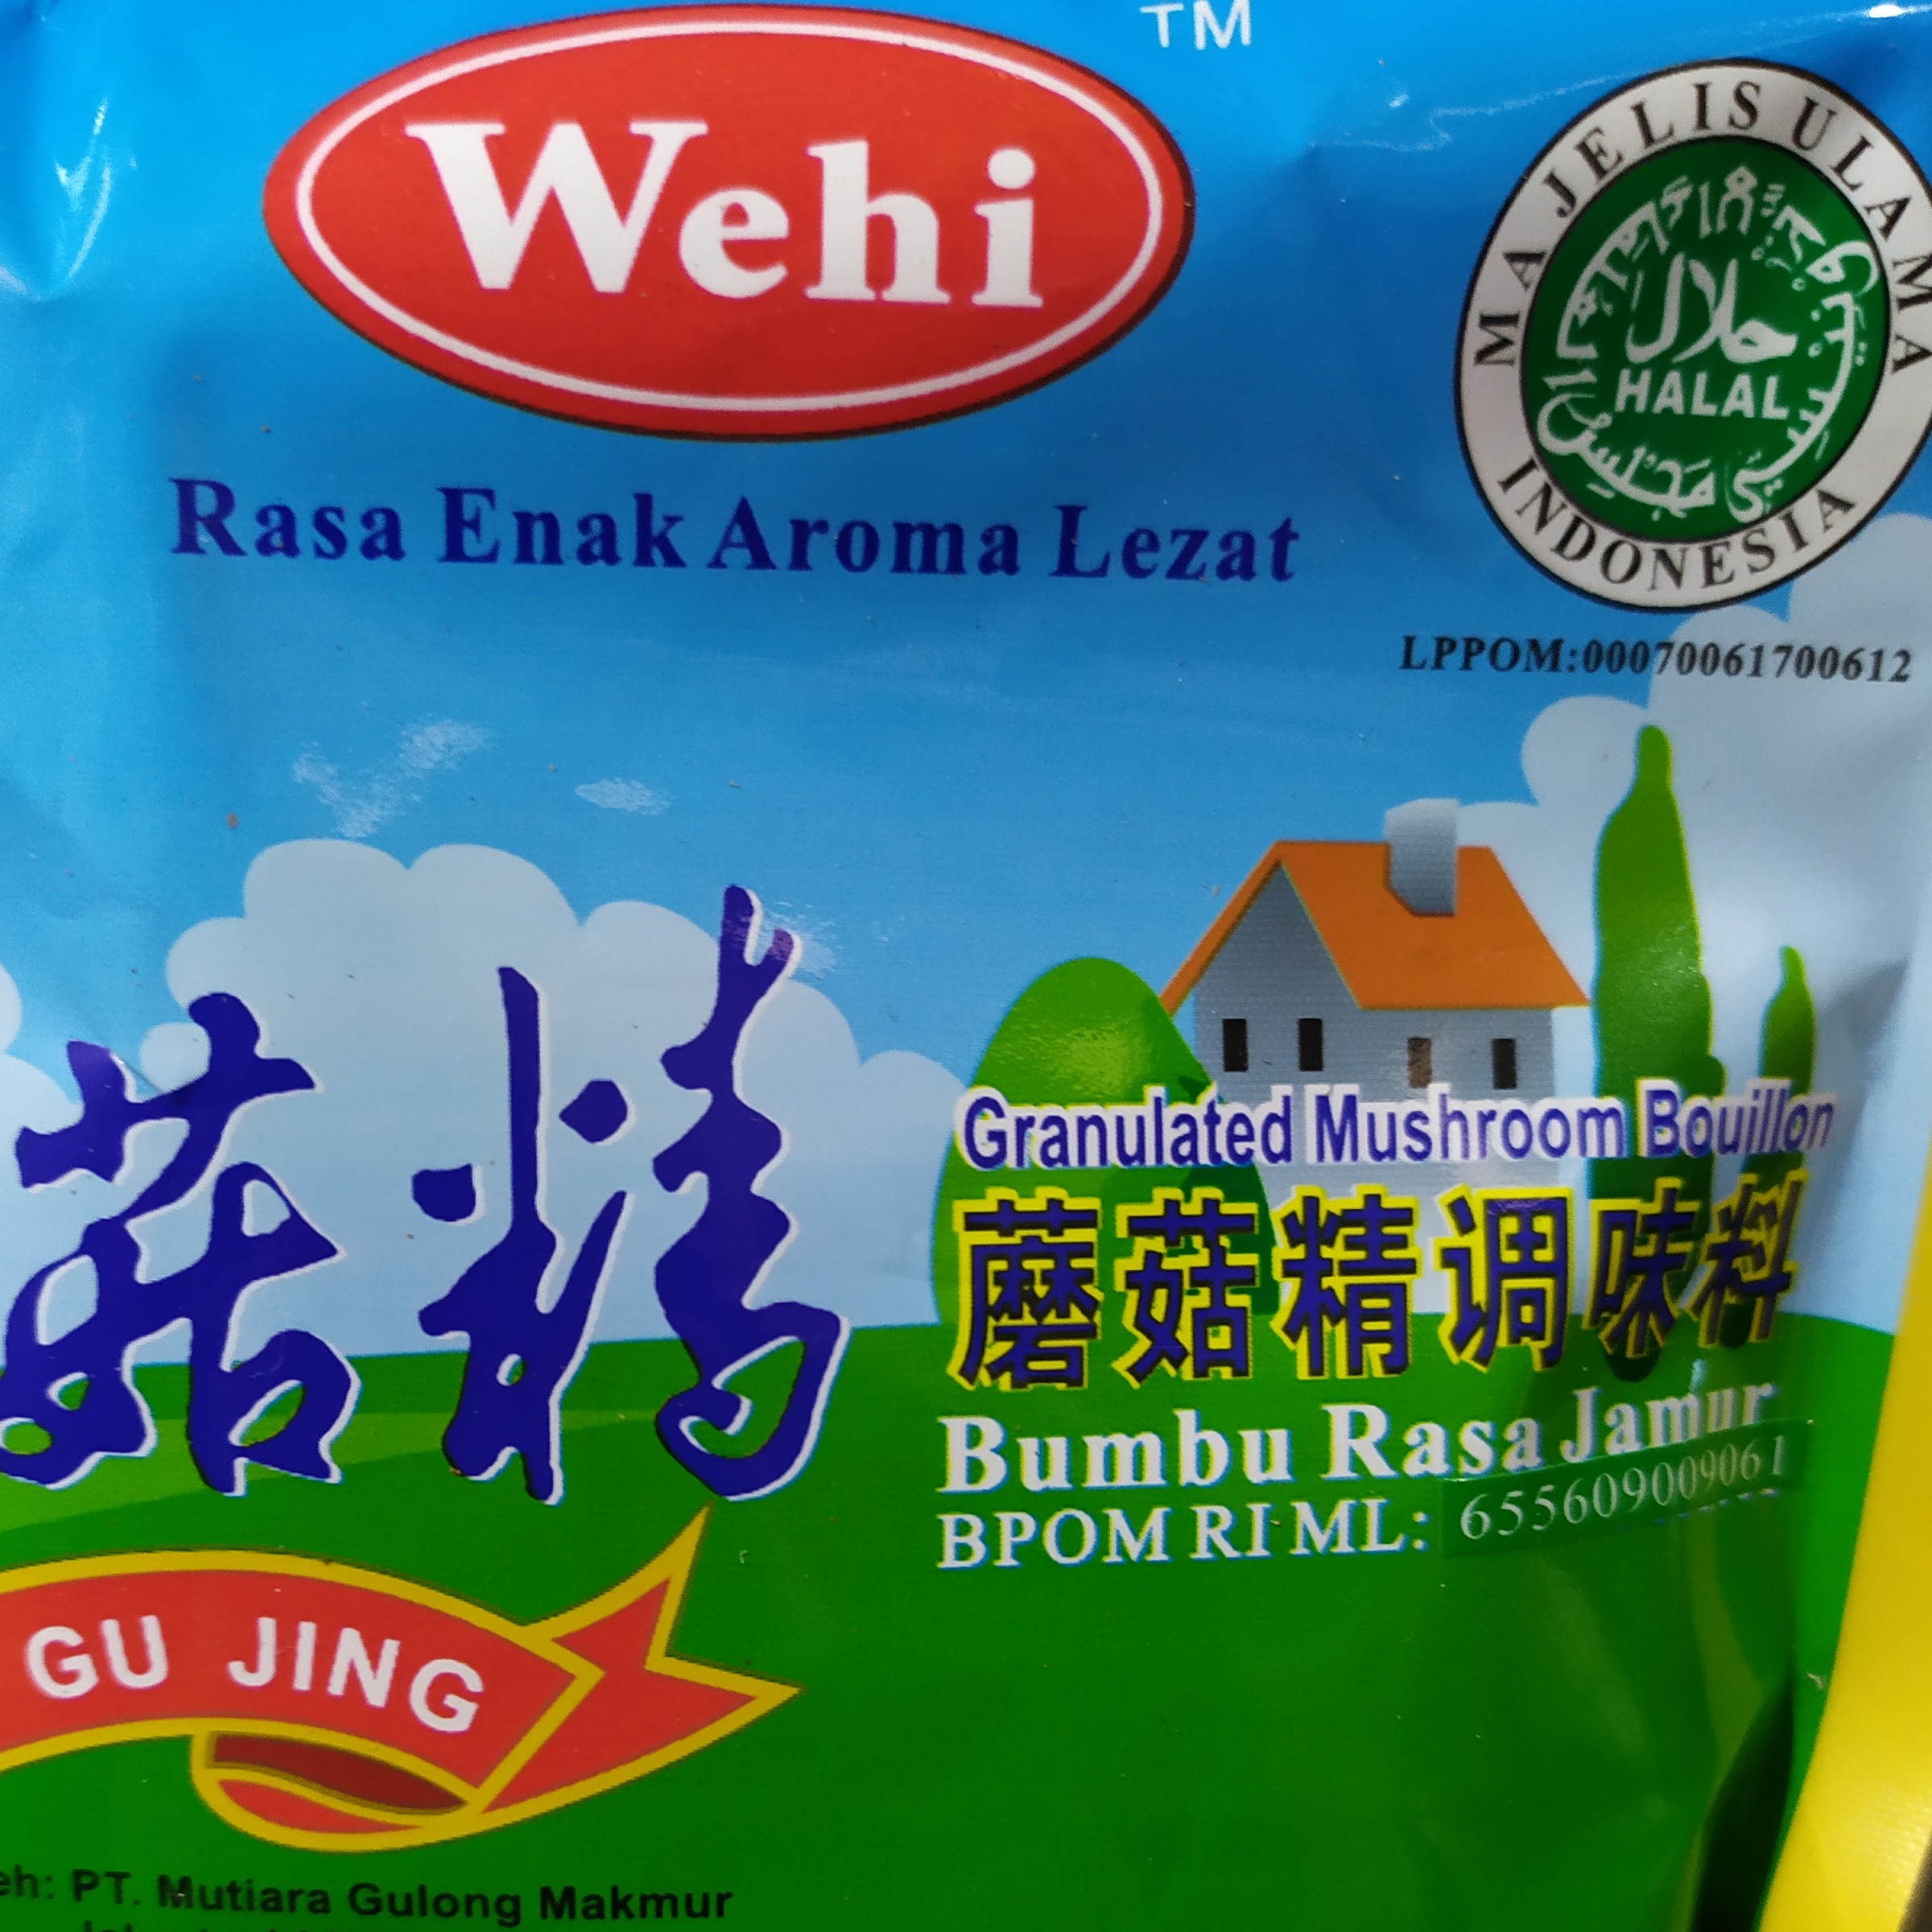 TM
Wehi
MAJELIS ULAMA
حلال
HALAL
INDONESIA
Rasa Enak Aroma Lezat
LPPOM:00070061700612
菇精
Granulated Mushroom Bouillon
蘑菇精调味料
Bumbu Rasa Jamur
BPOM RI ML: 655609009061
GU JING
eh: PT. Mutiara Gulong Makmur